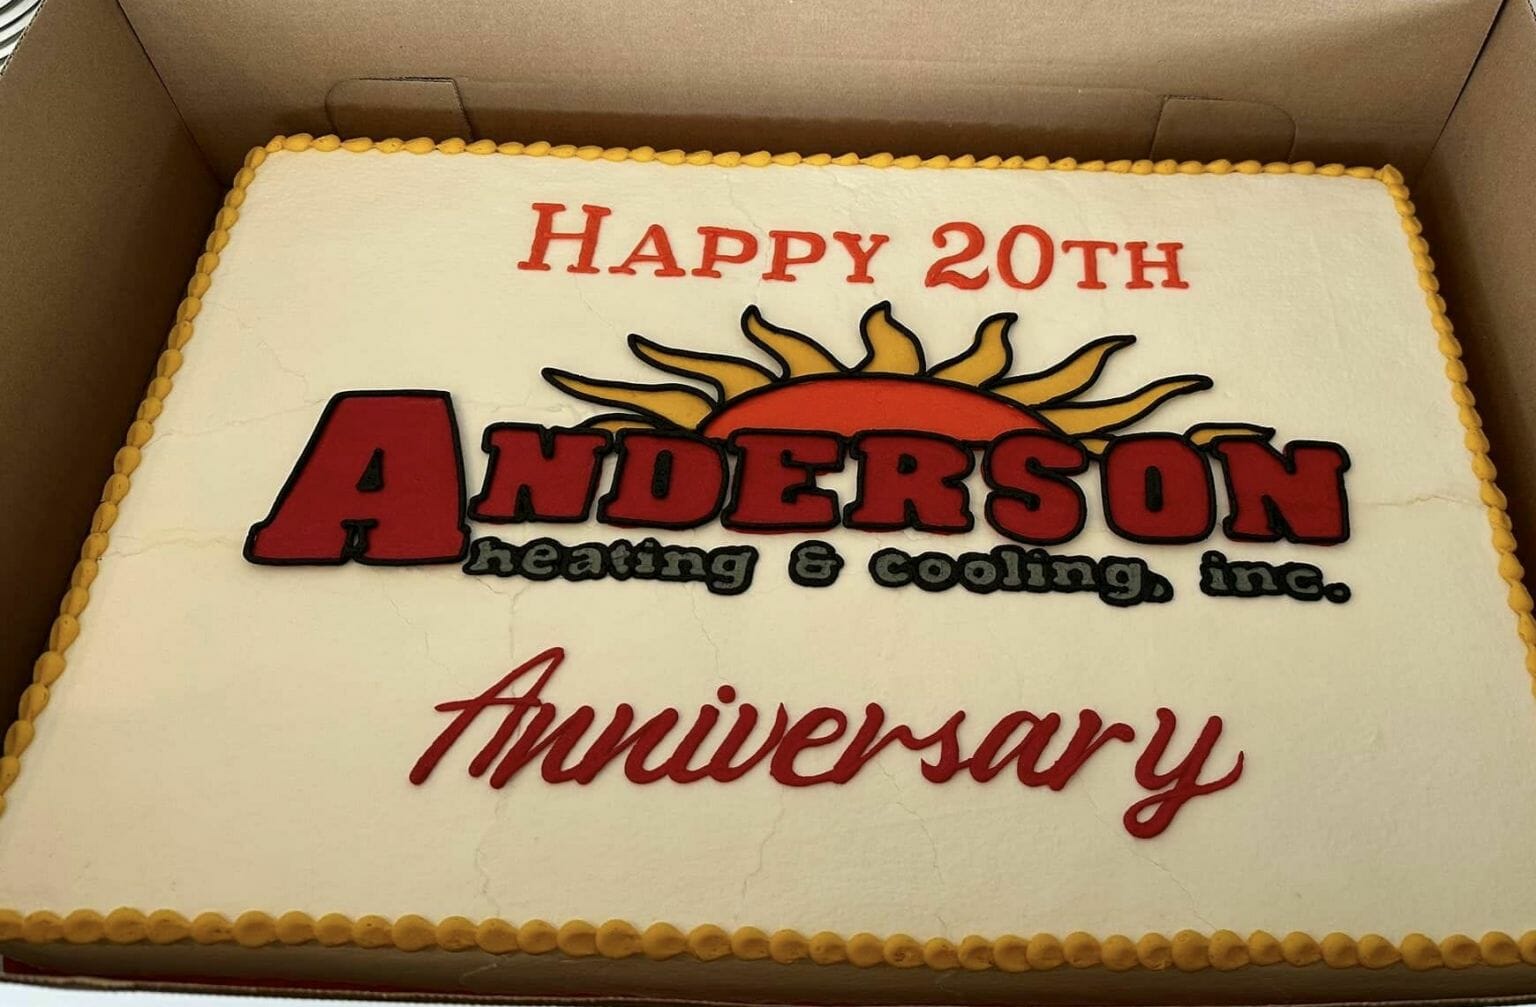 HAPPY 20TH
ANDERSON
heating & cooling, inc.
Anniversary